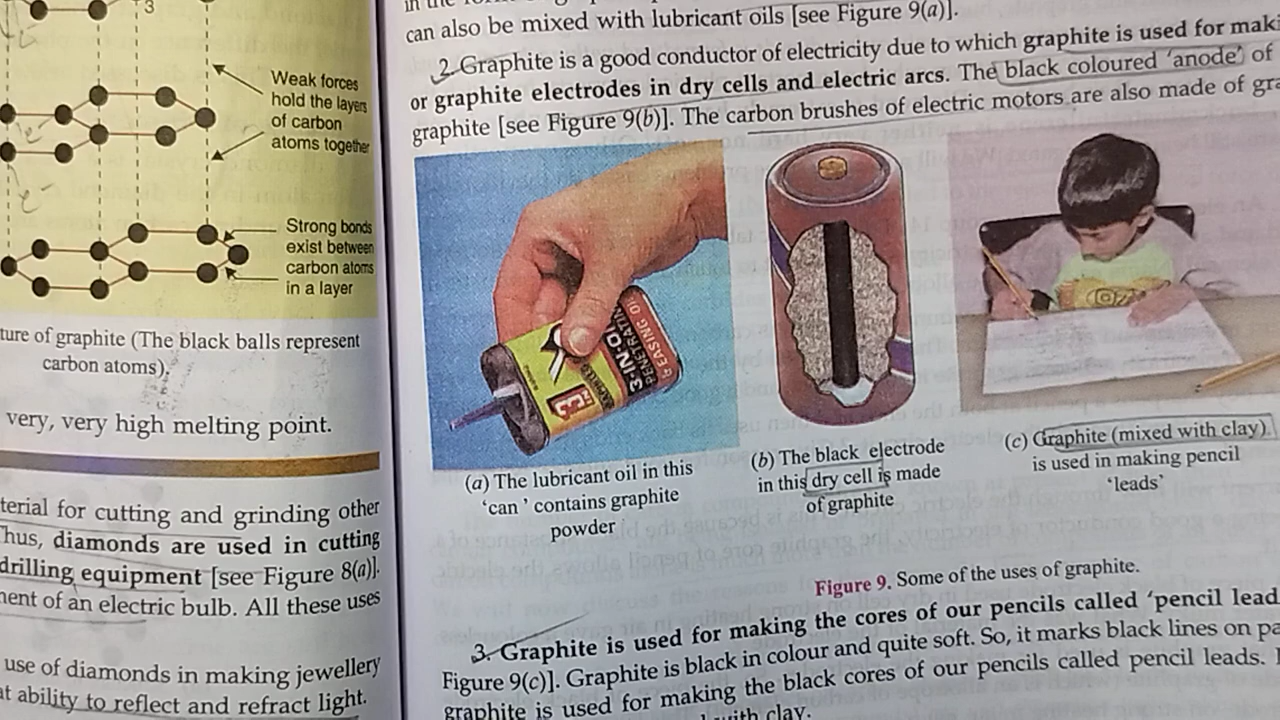 3
Weak forces
hold the layers
of carbon
atoms together
Strong bonds
exist between
carbon atoms
in a layer
ture of graphite (The black balls represent
carbon atoms).
very, very high melting point.
terial for cutting and grinding other
Thus, diamonds are used in cutting
drilling equipment [see Figure 8(a)].
ment of an electric bulb. All these uses
use of diamonds in making jewellery
at ability to reflect and refract light.
in the
can also be mixed with lubricant oils [see Figure 9(a)].
2. Graphite is a good conductor of electricity due to which graphite is used for maki
or graphite electrodes in dry cells and electric arcs. The black coloured 'anode' of
graphite [see Figure 9(b)]. The carbon brushes of electric motors are also made of gra
3-IN-O
PENETRATIN
EASING OI
(a) The lubricant oil in this
'can' contains graphite
powder
(b) The black electrode
in this dry cell is made
of graphite
(c) Graphite (mixed with clay)
is used in making pencil
'leads'
Figure 9. Some of the uses of graphite.
3. Graphite is used for making the cores of our pencils called 'pencil lead
Figure 9(c)]. Graphite is black in colour and quite soft. So, it marks black lines on pa
graphite is used for making the black cores of our pencils called pencil leads.
with clay.